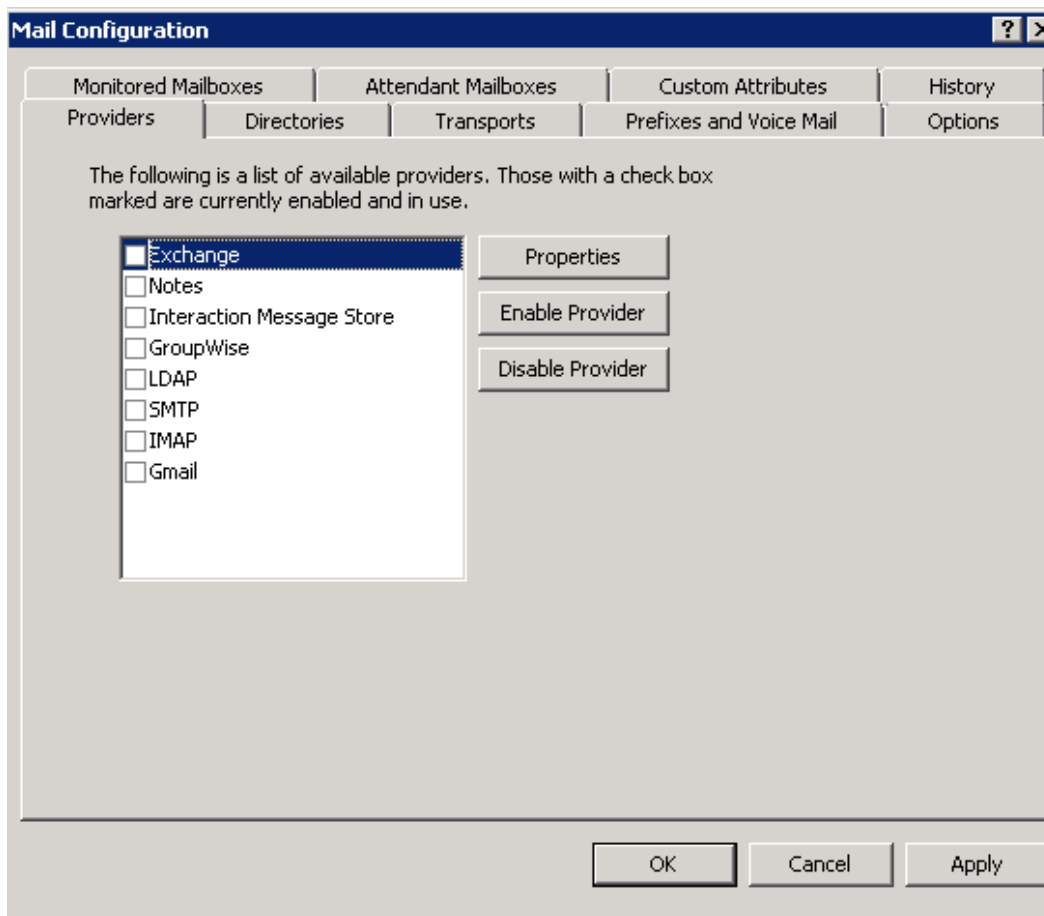 Mail Configuration
Monitored Mailboxes
Attendant Mailboxes
Custom Attributes
History
Providers
Directories
Transports
Prefixes and Voice Mail
Options
The following is a list of available providers. Those with a check box
marked are currently enabled and in use.
Exchange
Notes
Interaction Message Store
GroupWise
LDAP
SMTP
IMAP
Gmail
Properties
Enable Provider
Disable Provider
OK
Cancel
Apply